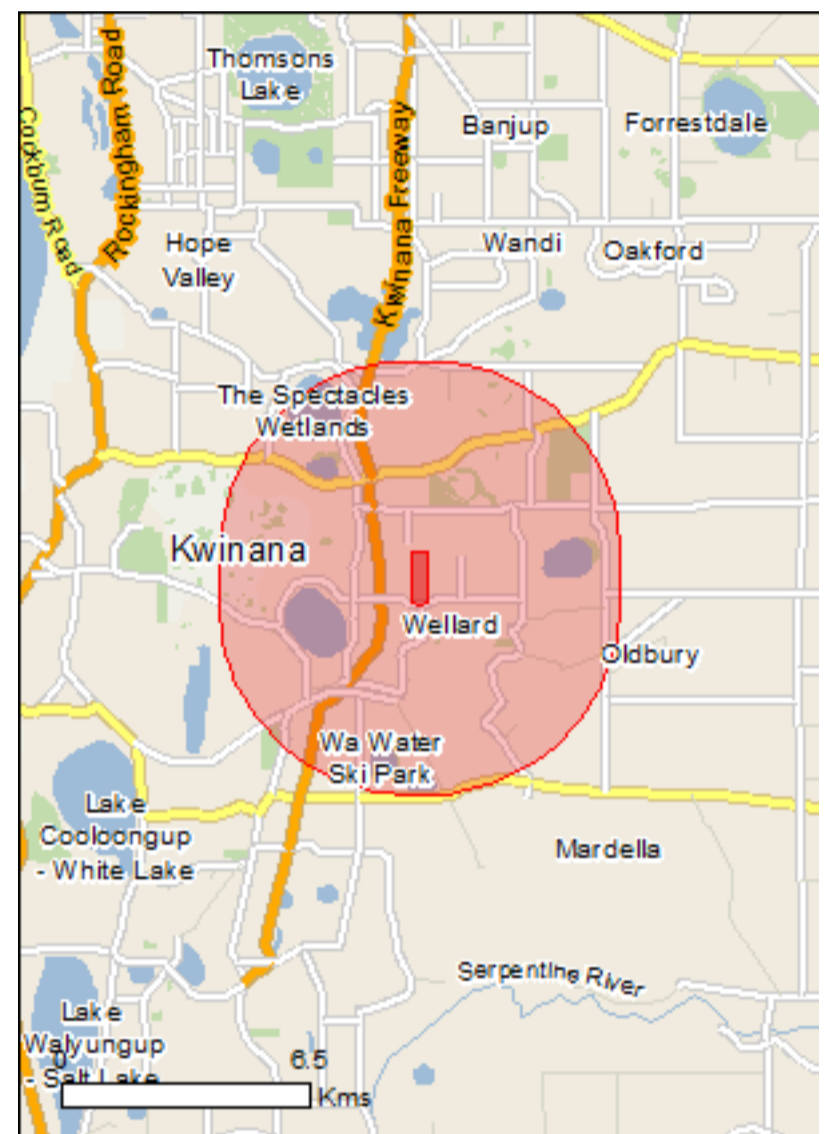 Thomsons
Lake
Rockingham Road
Cockburn Road
Kwinana Freeway
Banjup
Forrestdale
Hope
Valley
Wandi
Oakford
The Spectacles
Wetlands
Kwinana
Wellard
Oldbury
Wa Water
Ski Park
Lake
Cooloongup
- White Lake
Mardella
Serpentine River
Lake
Walyungup
- Salt Lake
0 6.5
Kms